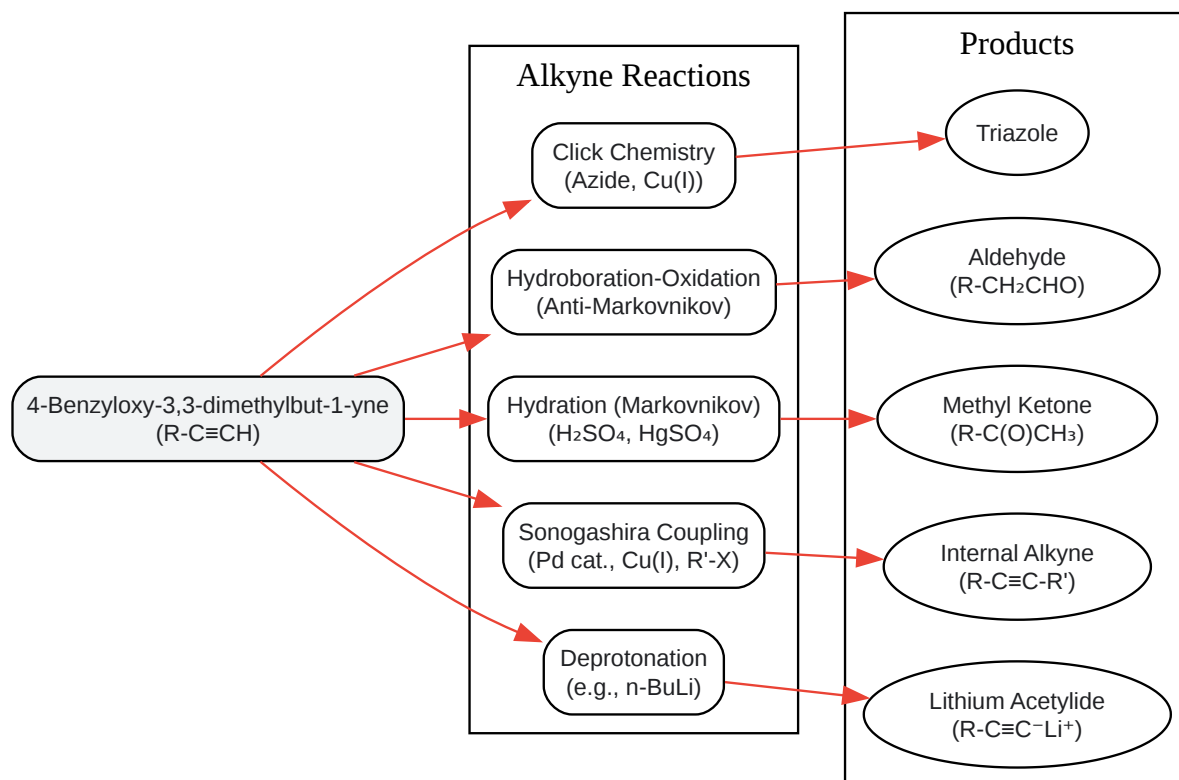 Products
Alkyne Reactions
Click Chemistry
(Azide, Cu(I))
Triazole
Hydroboration-Oxidation
(Anti-Markovnikov)
Aldehyde
(R-CH₂CHO)
4-Benzyloxy-3,3-dimethylbut-1-yne
(R-C≡CH)
Hydration (Markovnikov)
(H₂SO₄, HgSO₄)
Methyl Ketone
(R-C(O)CH₃)
Sonogashira Coupling
(Pd cat., Cu(I), R'-X)
Internal Alkyne
(R-C≡C-R')
Deprotonation
(e.g., n-BuLi)
Lithium Acetylide
(R-C≡C⁻Li⁺)